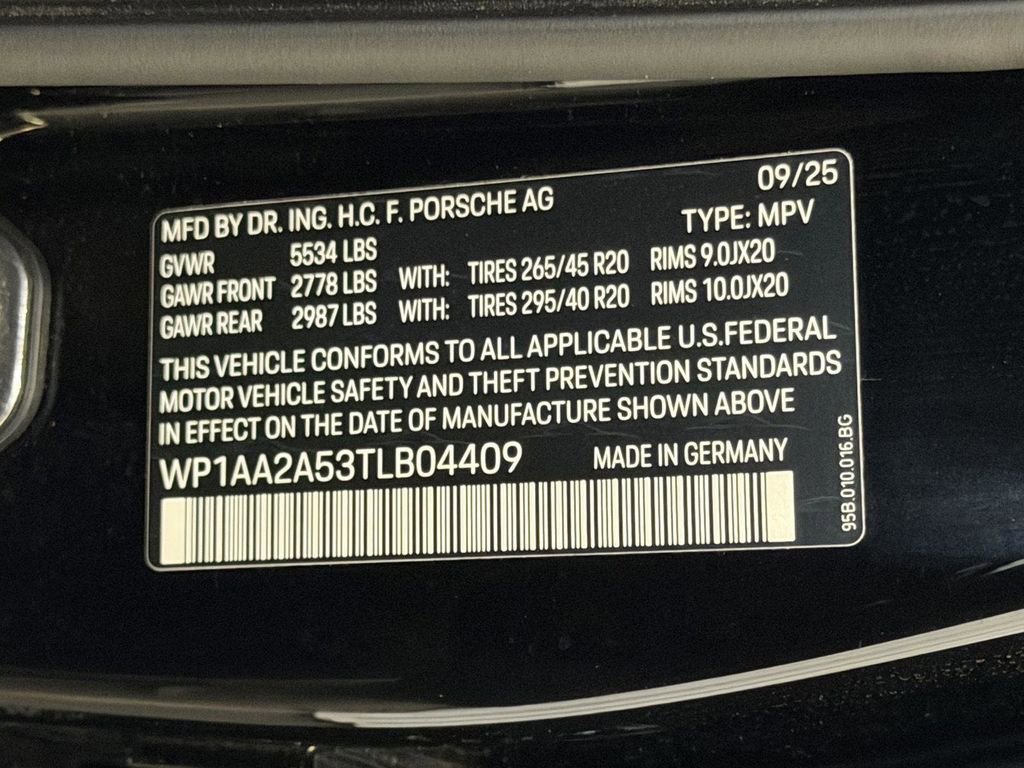 09/25
MFD BY DR. ING. H.C. F. PORSCHE AG
TYPE: MPV
GVWR 5534 LBS
GAWR FRONT 2778 LBS WITH: TIRES 265/45 R20 RIMS 9.0JX20
GAWR REAR 2987 LBS WITH: TIRES 295/40 R20 RIMS 10.0JX20
THIS VEHICLE CONFORMS TO ALL APPLICABLE U.S.FEDERAL
MOTOR VEHICLE SAFETY AND THEFT PREVENTION STANDARDS
IN EFFECT ON THE DATE OF MANUFACTURE SHOWN ABOVE
WP1AA2A53TLB04409 MADE IN GERMANY
95B.010.016.BG